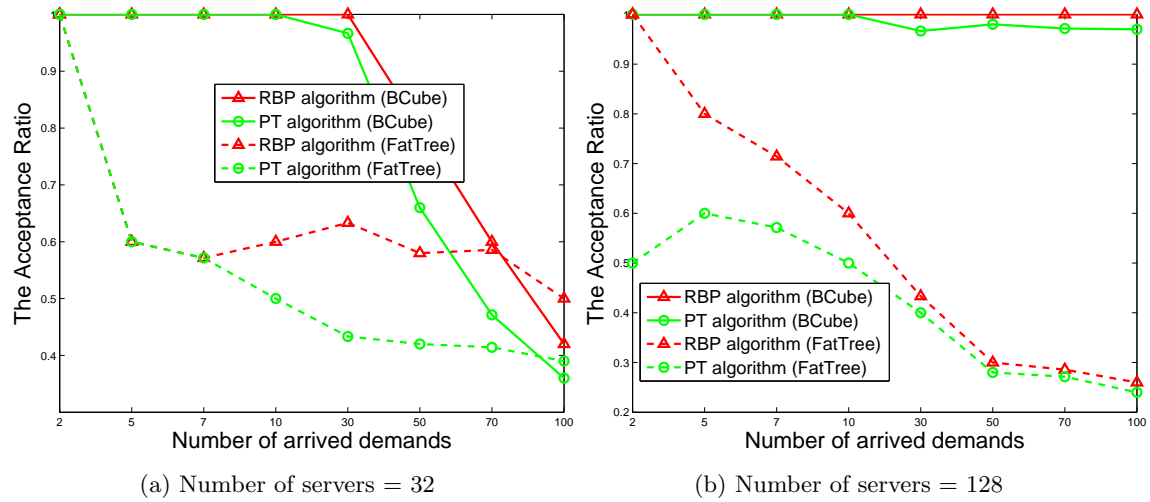 1
0.9
0.8
0.7
0.6
0.5
0.4
The Acceptance Ratio
RBP algorithm (BCube)
PT algorithm (BCube)
RBP algorithm (FatTree)
PT algorithm (FatTree)
2 5 7 10 30 50 70 100
Number of arrived demands
(a) Number of servers = 32
1
0.9
0.8
0.7
0.6
0.5
0.4
0.3
0.2
The Acceptance Ratio
RBP algorithm (BCube)
PT algorithm (BCube)
RBP algorithm (FatTree)
PT algorithm (FatTree)
2 5 7 10 30 50 70 100
Number of arrived demands
(b) Number of servers = 128